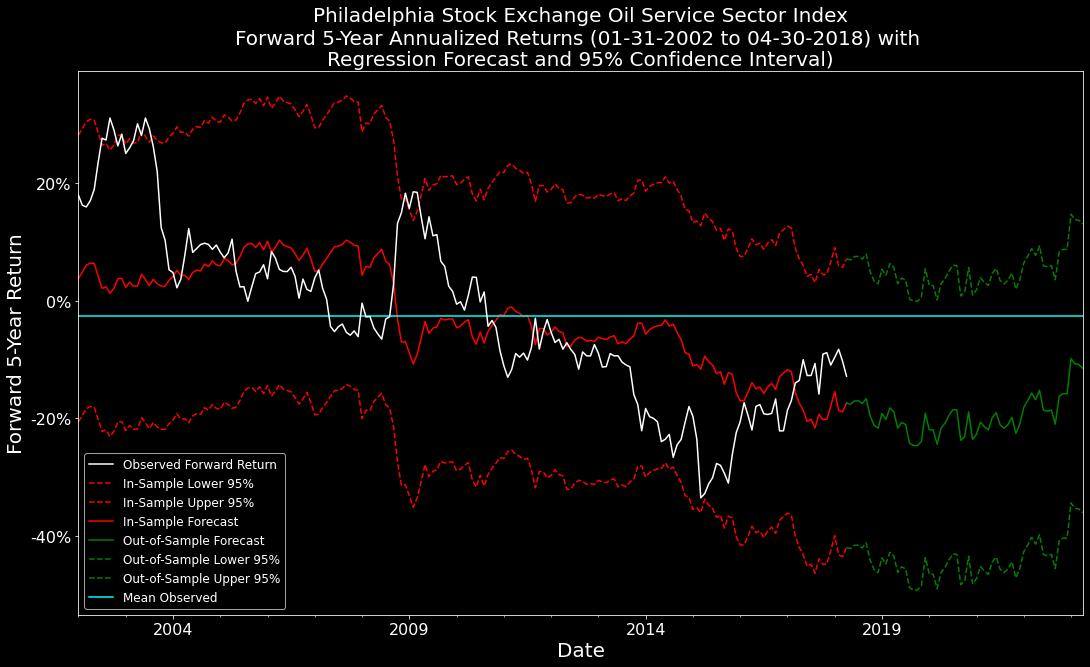 Philadelphia Stock Exchange Oil Service Sector Index
Forward 5-Year Annualized Returns (01-31-2002 to 04-30-2018) with
Regression Forecast and 95% Confidence Interval)
Forward 5-Year Return
20%
0%
-20%
-40%
Observed Forward Return
In-Sample Lower 95%
In-Sample Upper 95%
In-Sample Forecast
Out-of-Sample Forecast
Out-of-Sample Lower 95%
Out-of-Sample Upper 95%
Mean Observed
2004
2009
2014
2019
Date